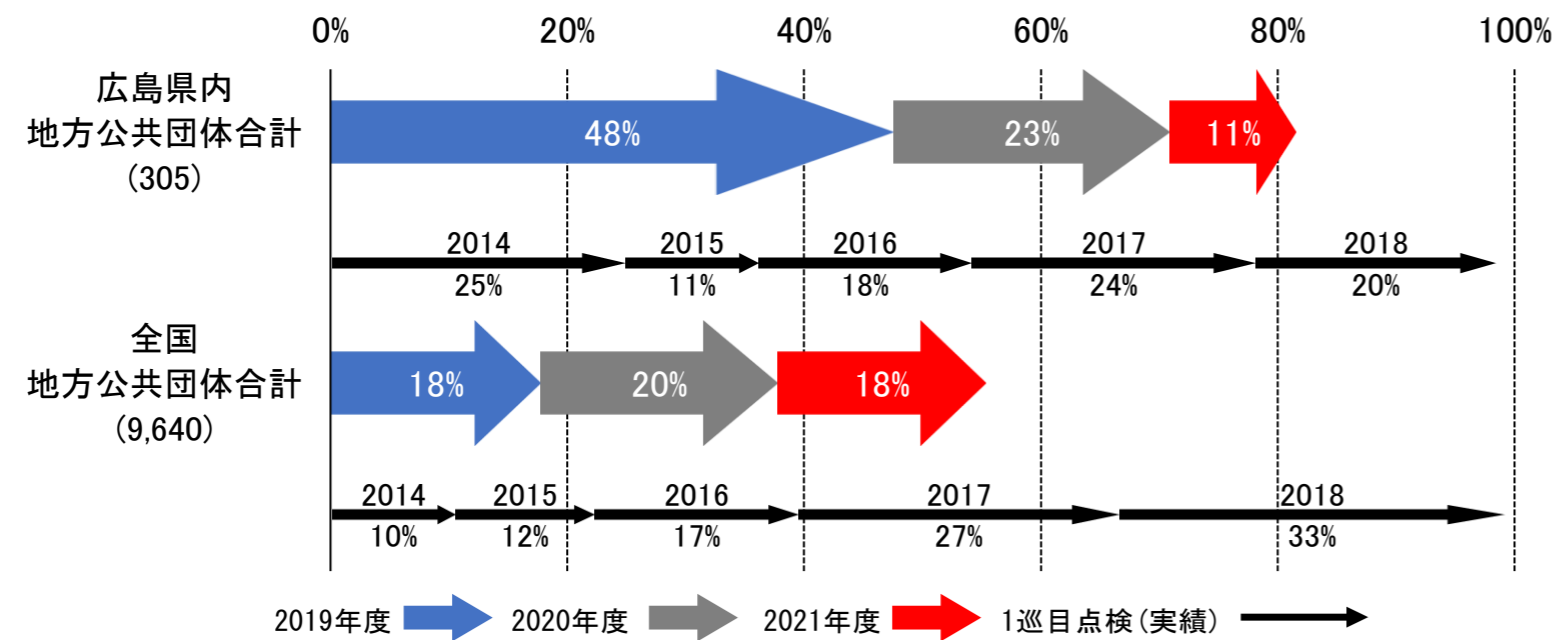 0% 20% 40% 60% 80% 100%
広島県内
地方公共団体合計
(305)
48% 23% 11%
2014 2015 2016 2017 2018
25% 11% 18% 24% 20%
全国
地方公共団体合計
(9,640)
18% 20% 18%
2014 2015 2016 2017 2018
10% 12% 17% 27% 33%
2019年度 2020年度 2021年度 1巡目点検(実績)